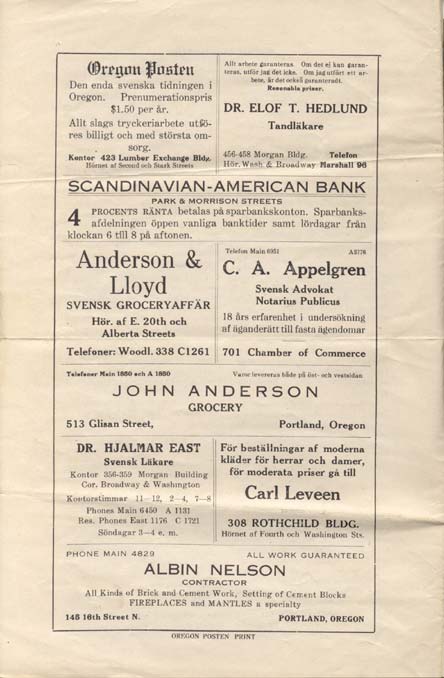 Oregon Posten
Den enda svenska tidningen i
Oregon. Prenumerationspris
$1.50 per år.
Allt slags tryckeriarbete utfö-
res billigt och med största om-
sorg.
Kontor 423 Lumber Exchange Bldg.
Hörnet af Second och Stark Streets
Allt arbete garanteras. Om det ej kan garan-
teras, utför jag det icke. Om jag utfört ett ar-
bete, är det också garanteradt.
Resonabla priser.
DR. ELOF T. HEDLUND
Tandläkare
456-458 Morgan Bldg. Telefon
Hör. Wash. & Broadway Marshall 96
SCANDINAVIAN-AMERICAN BANK
PARK & MORRISON STREETS
4 PROCENTS RÄNTA betalas på sparbankskonton. Sparbanks-
afdelningen öppen vanliga banktider samt lördagar från
klockan 6 till 8 på aftonen.
Anderson &
Lloyd
SVENSK GROCERYAFFÄR
Hör. af E. 20th och
Alberta Streets
Telefoner: Woodl. 338 C1261
Telefon Main 6951 A3776
C. A. Appelgren
Svensk Advokat
Notarius Publicus
18 års erfarenhet i undersökning
af äganderätt till fasta ägendomar
701 Chamber of Commerce
Telefoner Main 1850 och A 1850 Varor levereras både på öst- och vestsidan
JOHN ANDERSON
GROCERY
513 Glisan Street, Portland, Oregon
DR. HJALMAR EAST
Svensk Läkare
Kontor 356-359 Morgan Building
Cor. Broadway & Washington
Kontorstimmar 11—12, 2—4, 7—8
Phones Main 6450 A 1131
Res. Phones East 1176 C 1721
Söndagar 3—4 e. m.
För beställningar af moderna
kläder för herrar och damer,
för moderata priser gå till
Carl Leveen
308 ROTHCHILD BLDG.
Hörnet af Fourth och Washington Sts.
PHONE MAIN 4829 ALL WORK GUARANTEED
ALBIN NELSON
CONTRACTOR
All Kinds of Brick and Cement Work, Setting of Cement Blocks
FIREPLACES and MANTLES a specialty
145 16th Street N. PORTLAND, OREGON
OREGON POSTEN PRINT